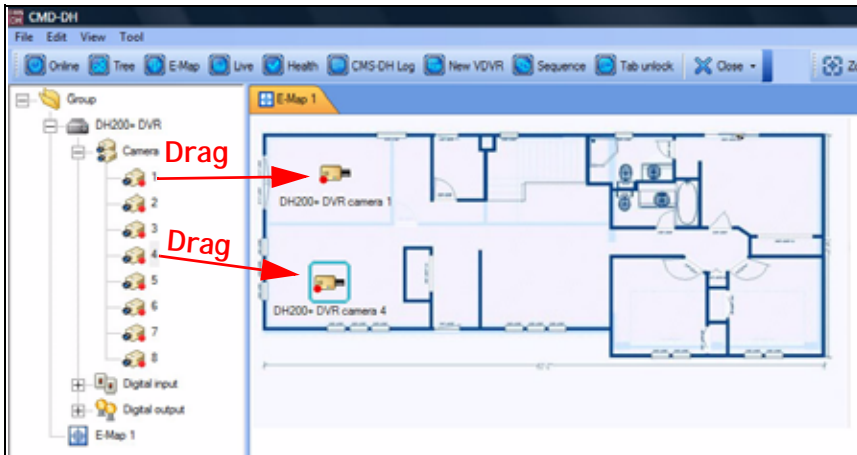 CMD-DH
File Edit View Tool
Online Tree E-Map Live Health CMS-DH Log New VDVR Sequence Tab unlock Close
Group
E-Map 1
DH200+ DVR
Camera
Drag
1
2
3
Drag
4
5
6
7
8
Digital input
Digital output
E-Map 1
DH200+ DVR camera 1
DH200+ DVR camera 4